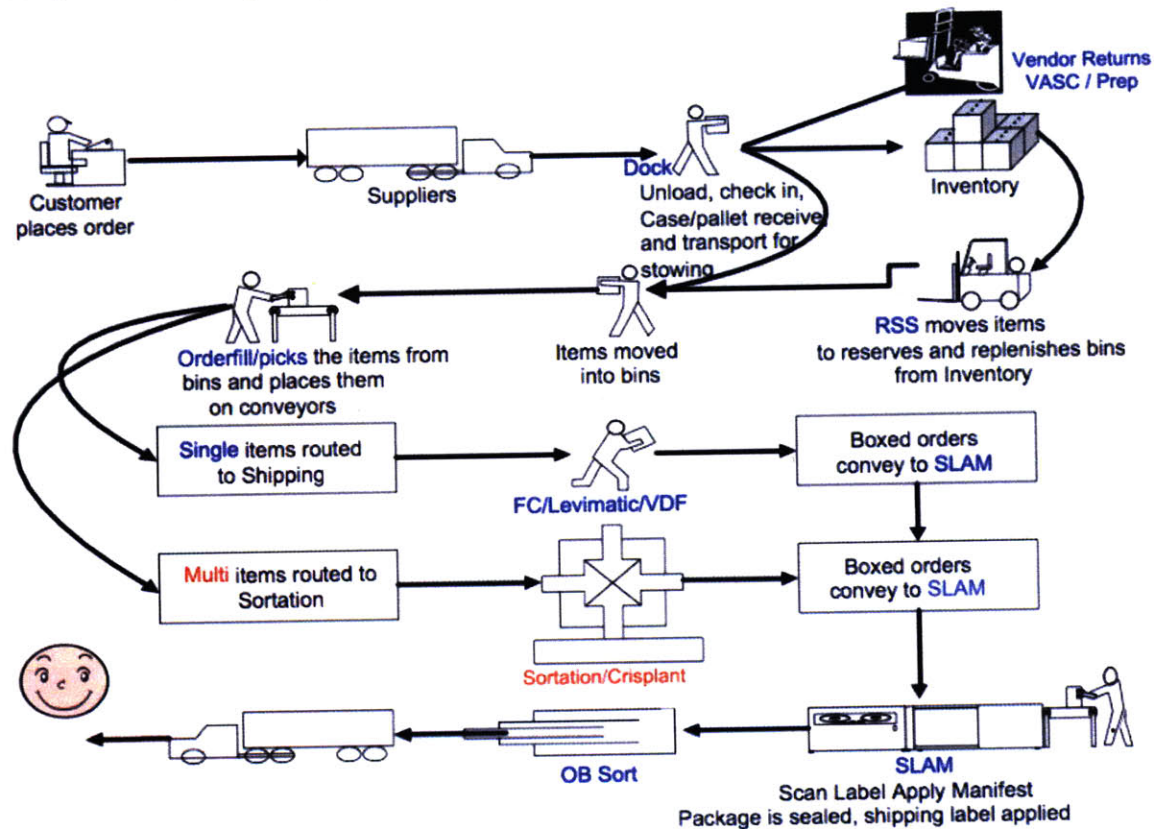 Vendor Returns
VASC / Prep
Customer
places order
Suppliers
Dock
Unload, check in,
Case/pallet receive,
and transport for
stowing
Inventory
Orderfill/picks the items from
bins and places them
on conveyors
Items moved
into bins
RSS moves items
to reserves and replenishes bins
from Inventory
Single items routed
to Shipping
FC/Levimatic/VDF
Boxed orders
convey to SLAM
Multi items routed to
Sortation
Sortation/Crisplant
Boxed orders
convey to SLAM
OB Sort
SLAM
Scan Label Apply Manifest
Package is sealed, shipping label applied